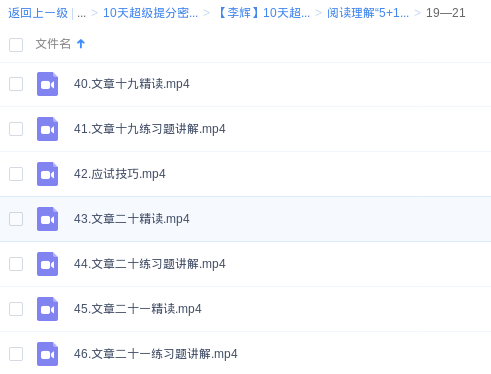 返回上一级 | ... > 10天超级提分密... > 【李辉】10天超... > 阅读理解“5+1... > 19—21
文件名
40.文章十九精读.mp4
41.文章十九练习题讲解.mp4
42.应试技巧.mp4
43.文章二十精读.mp4
44.文章二十练习题讲解.mp4
45.文章二十一精读.mp4
46.文章二十一练习题讲解.mp4